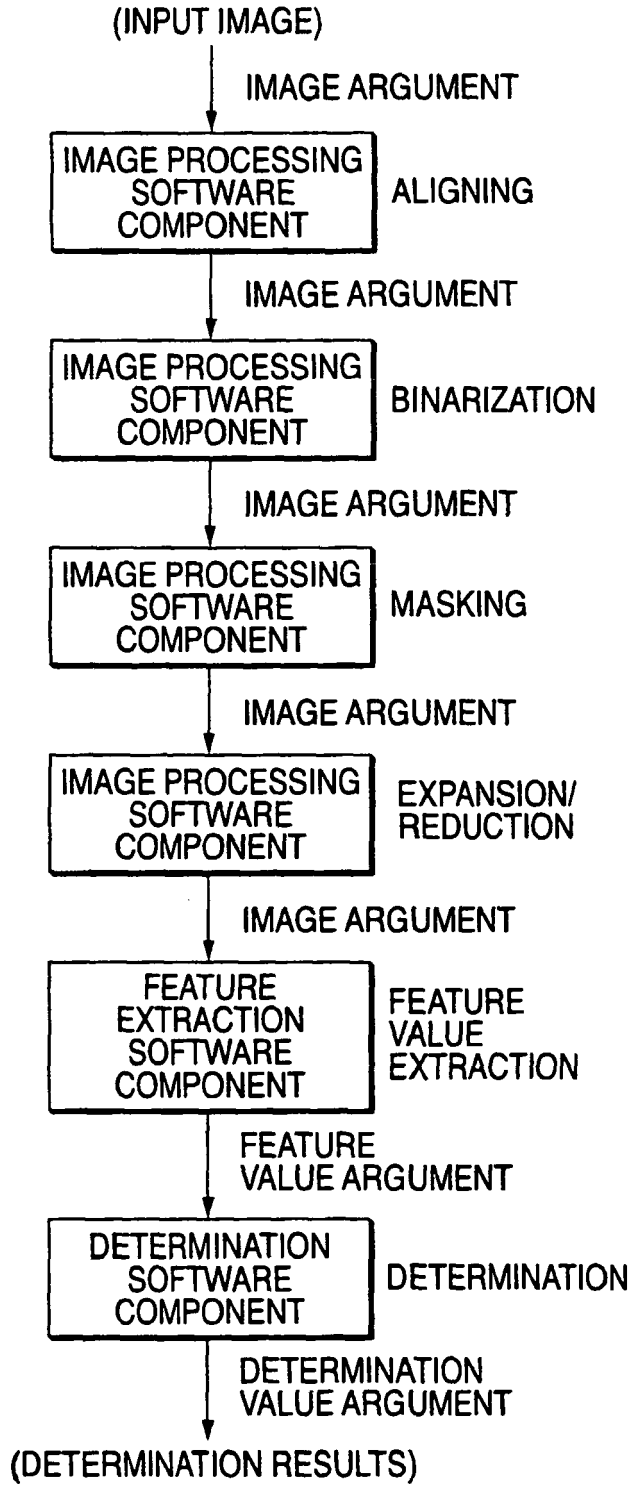 (INPUT IMAGE)
IMAGE ARGUMENT
IMAGE PROCESSING
SOFTWARE
COMPONENT
ALIGNING
IMAGE ARGUMENT
IMAGE PROCESSING
SOFTWARE
COMPONENT
BINARIZATION
IMAGE ARGUMENT
IMAGE PROCESSING
SOFTWARE
COMPONENT
MASKING
IMAGE ARGUMENT
IMAGE PROCESSING
SOFTWARE
COMPONENT
EXPANSION/
REDUCTION
IMAGE ARGUMENT
FEATURE
EXTRACTION
SOFTWARE
COMPONENT
FEATURE
VALUE
EXTRACTION
FEATURE
VALUE ARGUMENT
DETERMINATION
SOFTWARE
COMPONENT
DETERMINATION
DETERMINATION
VALUE ARGUMENT
(DETERMINATION RESULTS)